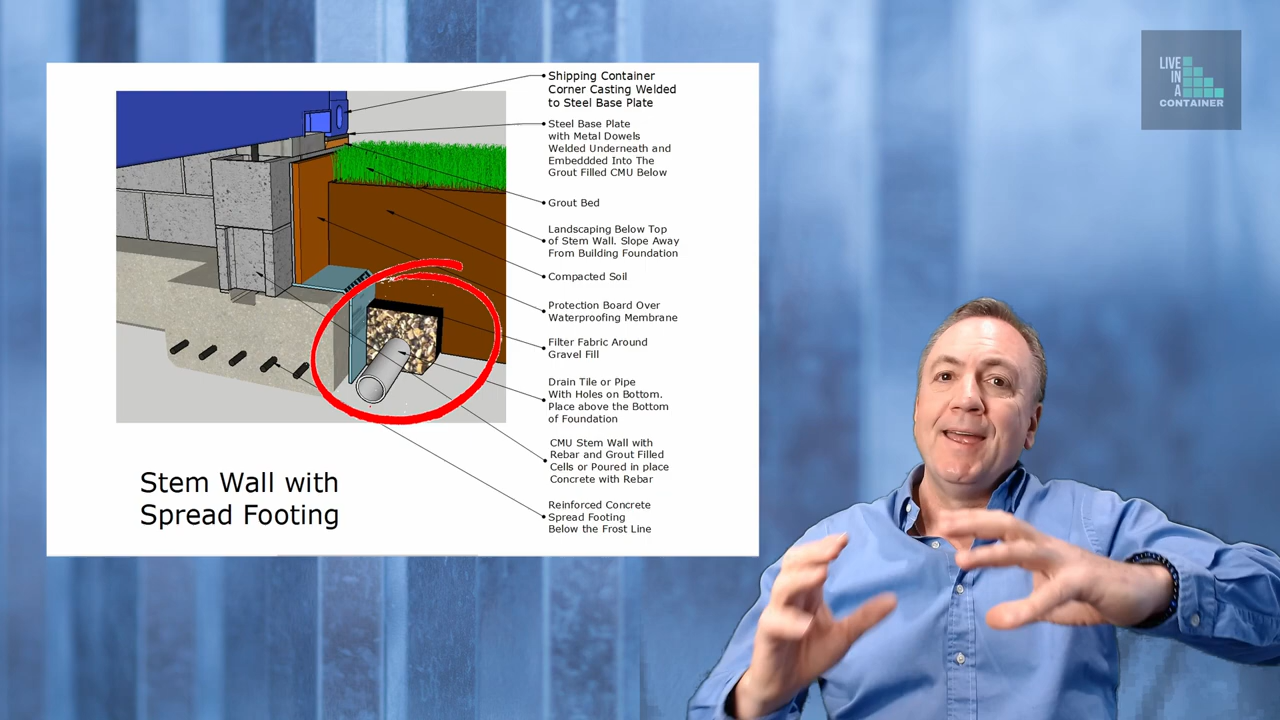 Shipping Container
Corner Casting Welded
to Steel Base Plate
Steel Base Plate
with Metal Dowels
Welded Underneath and
Embeddded Into The
Grout Filled CMU Below
Grout Bed
Landscaping Below Top
of Stem Wall. Slope Away
From Building Foundation
Compacted Soil
Protection Board Over
Waterproofing Membrane
Filter Fabric Around
Gravel Fill
Drain Tile or Pipe
With Holes on Bottom.
Place above the Bottom
of Foundation
CMU Stem Wall with
Rebar and Grout Filled
Cells or Poured in place
Concrete with Rebar
Reinforced Concrete
Spread Footing
Below the Frost Line
Stem Wall with
Spread Footing
LIVE
IN
A
CONTAINER